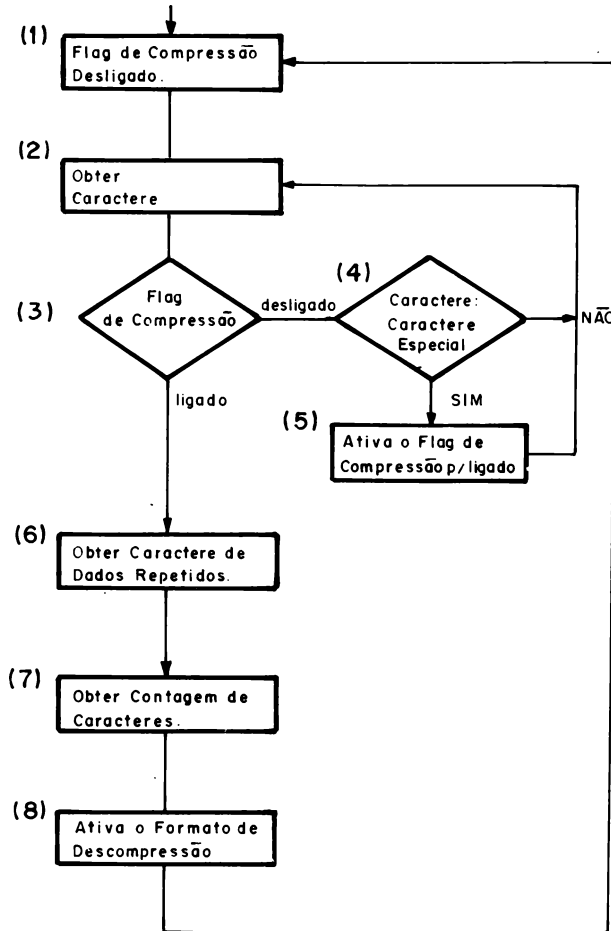 (1)
Flag de Compressão
Desligado.
(2)
Obter
Caractere
(3)
Flag
de Compressão
desligado
(4)
Caractere:
Caractere
Especial
NÃO
SIM
ligado
(5)
Ativa o Flag de
Compressão p/ligado
(6)
Obter Caractere de
Dados Repetidos.
(7)
Obter Contagem de
Caracteres.
(8)
Ativa o Formato de
Descompressão